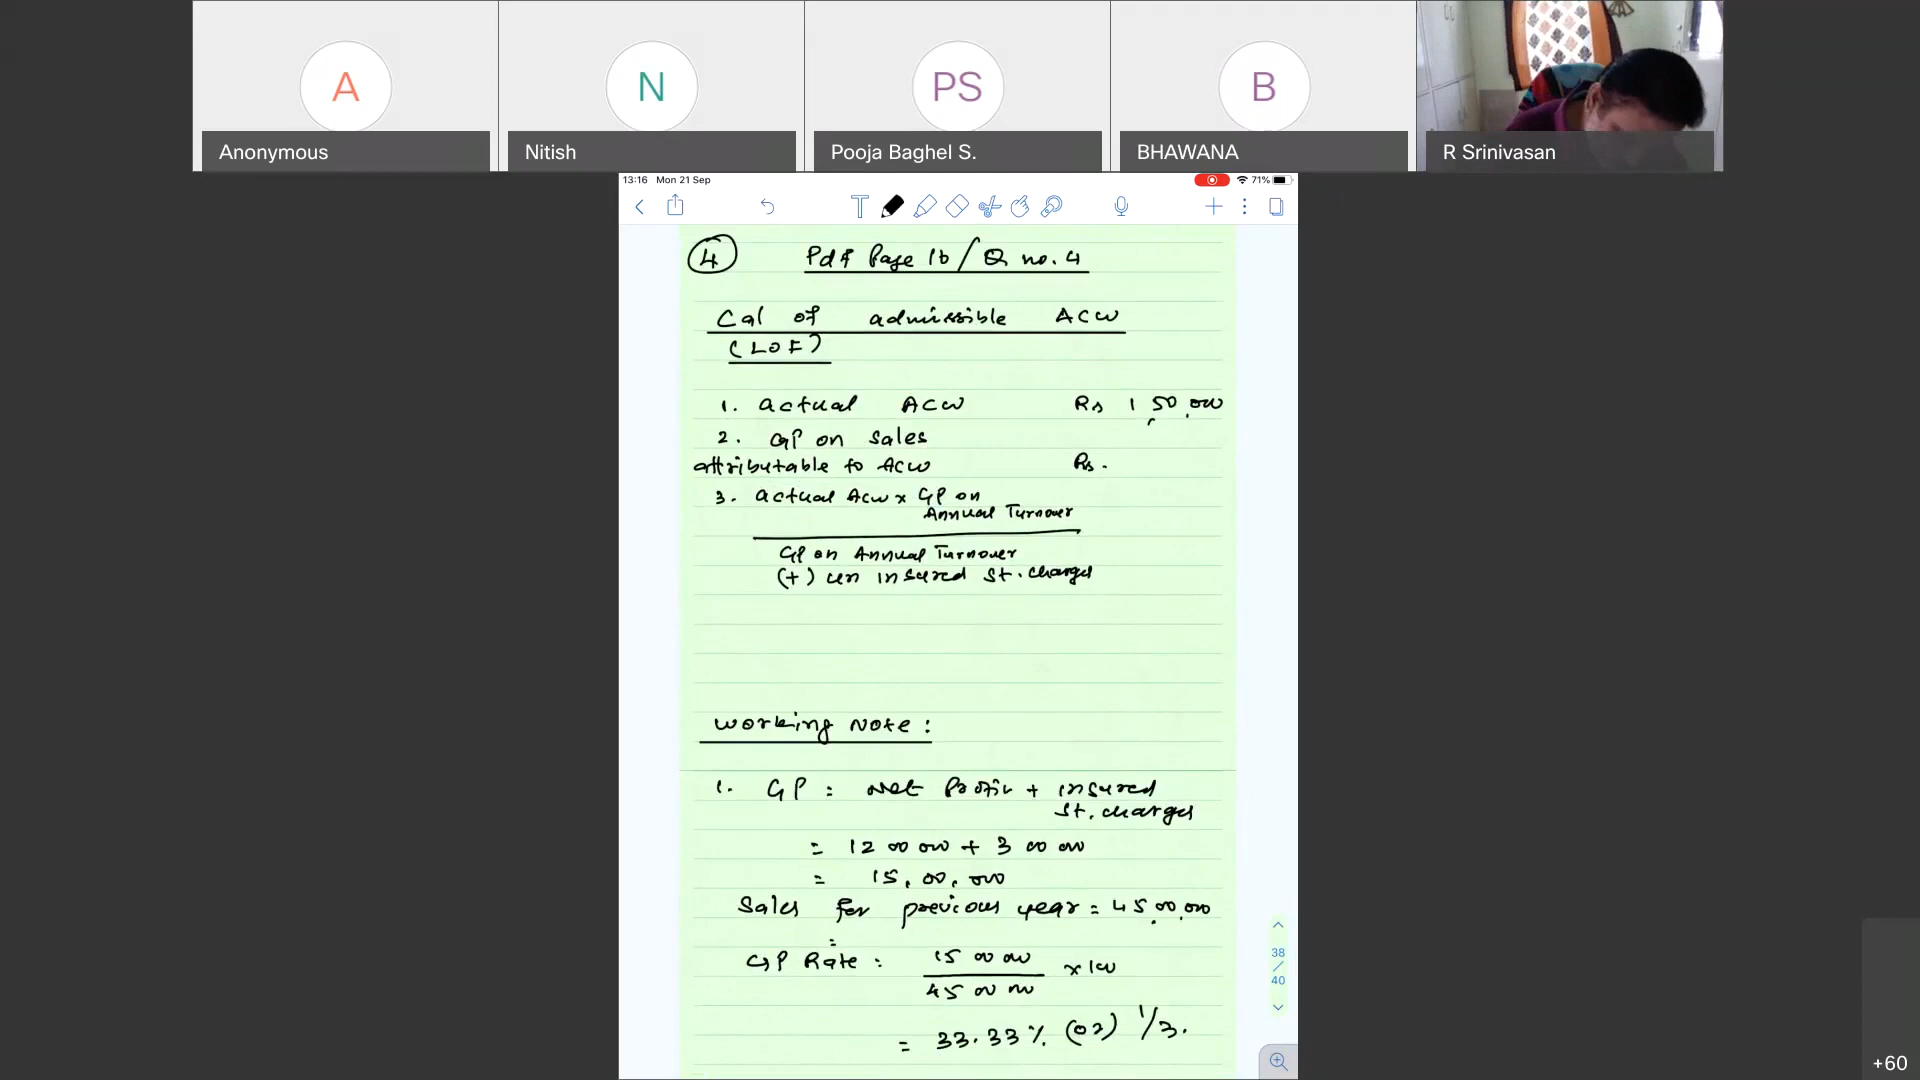 A
N
PS
B
Anonymous
Nitish
Pooja Baghel S.
BHAWANA
R Srinivasan
13:16 Mon 21 Sep
71%
4
Pdf Page 16 / Q no. 4
Cal of admissible ACW
(LOF)
1. Actual ACW Rs 1,50,000
2. GP on Sales
attributable to ACW Rs.
3. Actual ACW x GP on
Annual Turnover
GP on Annual Turnover
(+) un insured St. charges
Working Note:
1. GP = Net Profit + insured
St. charges
= 12 00 000 + 3 00 000
= 15,00,000
Sales for previous year = 45,00,000
=
GP Rate = 15 00 000
x 100
45 00 000
= 33.33% (or) 1/3.
38
/
40
+60